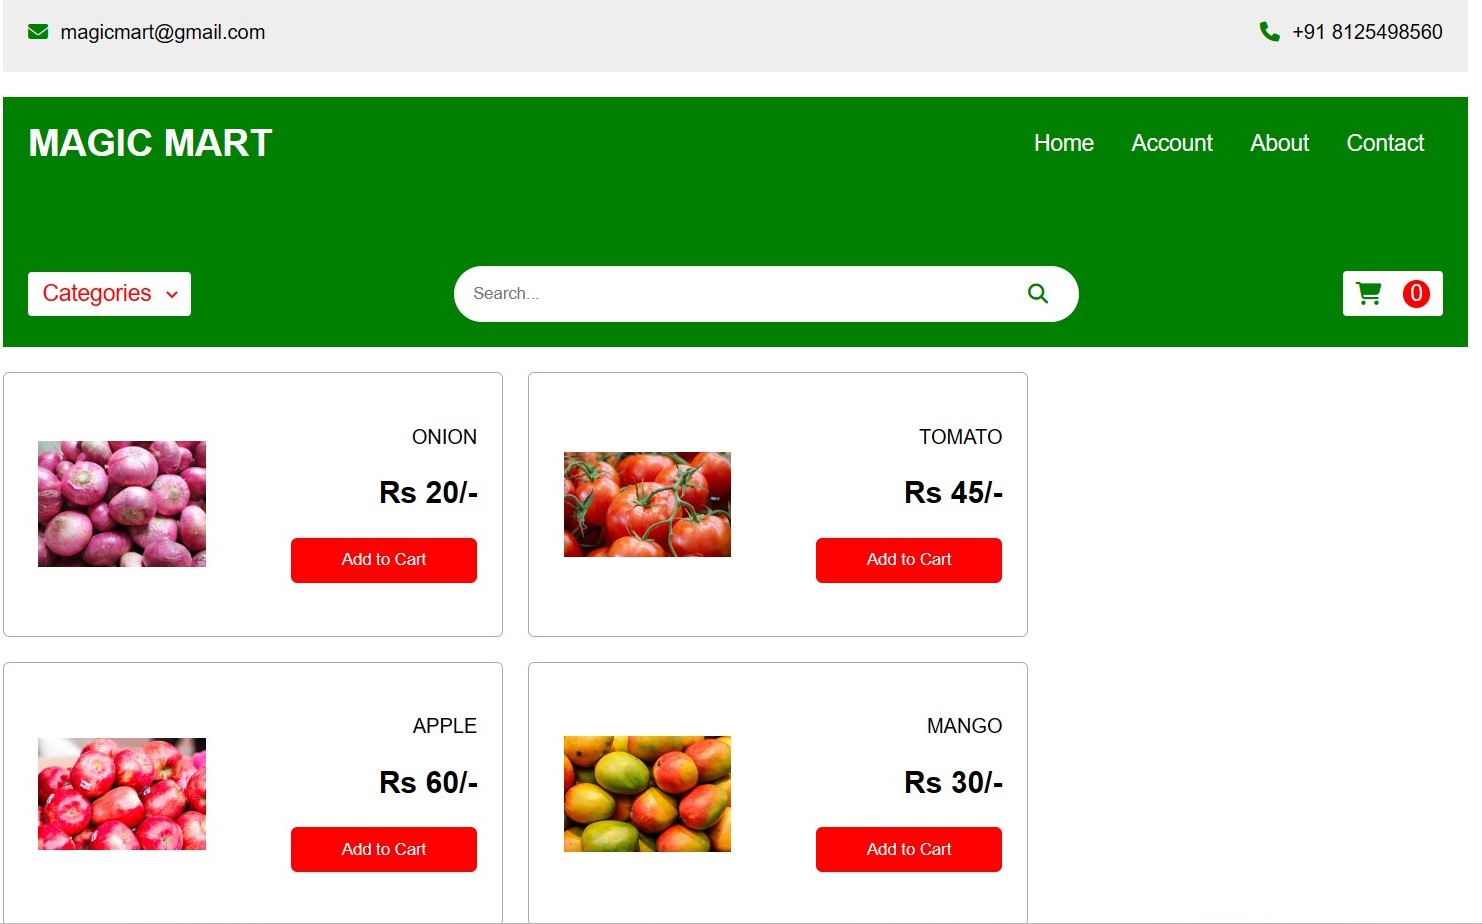 magicmart@gmail.com
+91 8125498560
MAGIC MART
Home Account About Contact
Categories
Search...
0
ONION
Rs 20/-
Add to Cart
TOMATO
Rs 45/-
Add to Cart
APPLE
Rs 60/-
Add to Cart
MANGO
Rs 30/-
Add to Cart